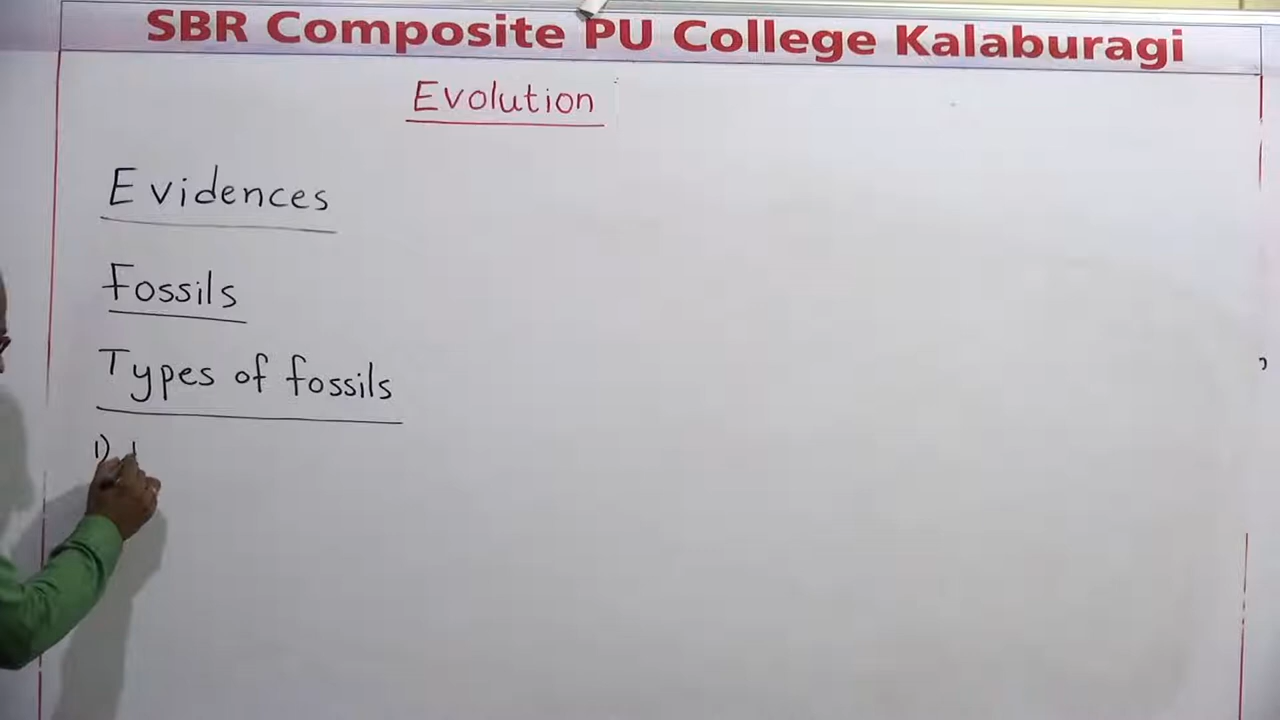 SBR Composite PU College Kalaburagi
Evolution
Evidences
Fossils
Types of fossils
1)